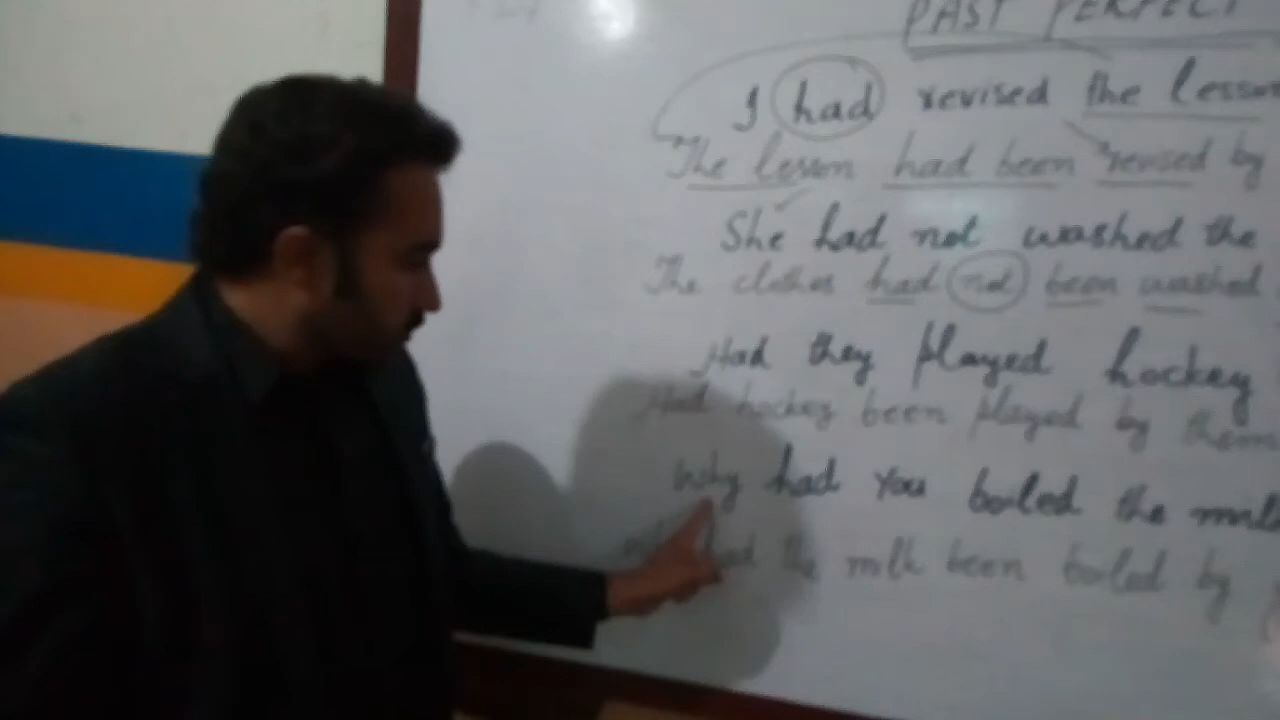 PAST PERFECT
I had revised the lesson
The lesson had been revised by
She had not washed the
The clothes had not been washed
Had they played hockey
Had hockey been played by them
Why had you boiled the milk
had the milk been boiled by